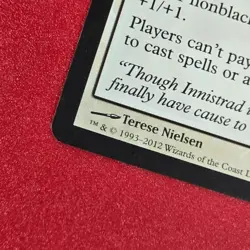 nonblack
+1/+1.
Players can't pay
to cast spells or a
"Though Innistrad
finally have cause to
Terese Nielsen
™ & © 1993–2012 Wizards of the Coast